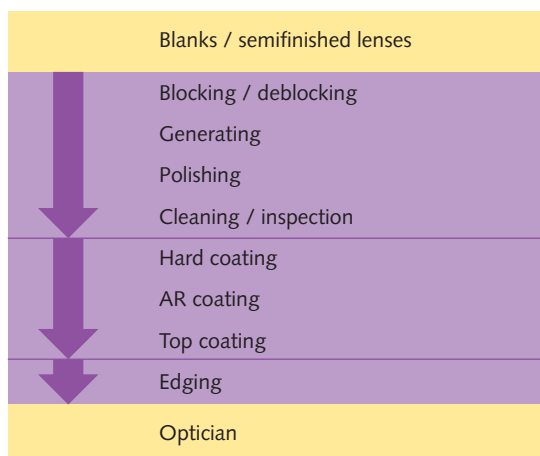 Blanks / semifinished lenses
Blocking / deblocking
Generating
Polishing
Cleaning / inspection
Hard coating
AR coating
Top coating
Edging
Optician